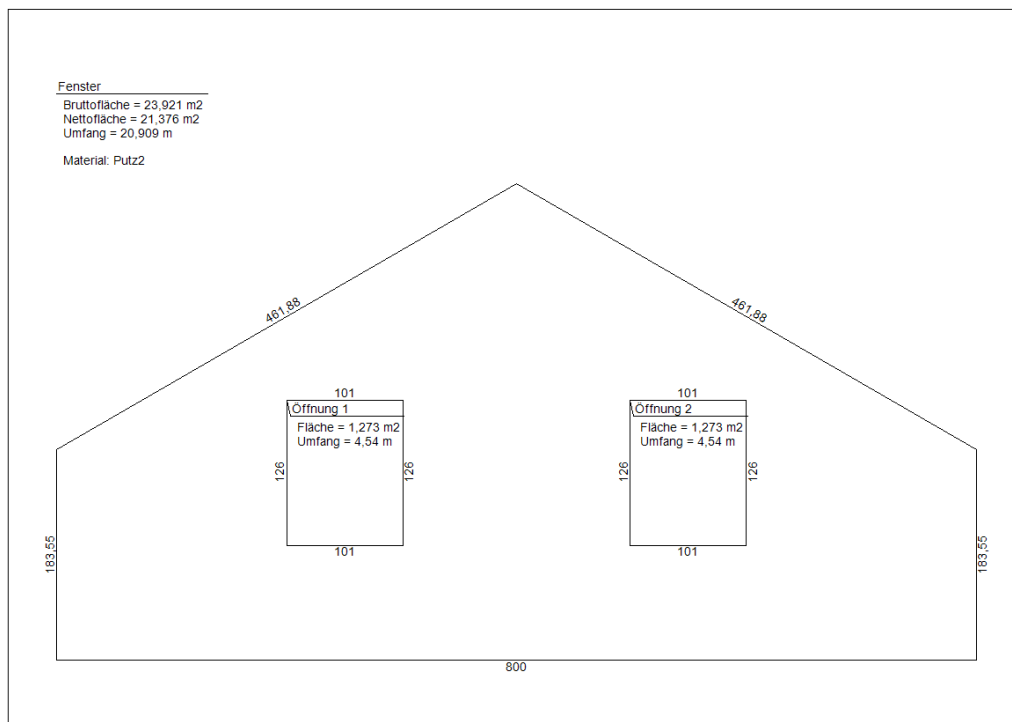 Fenster
Bruttofläche = 23,921 m2
Nettofläche = 21,376 m2
Umfang = 20,909 m
Material: Putz2
461,88
461,88
101
101
Öffnung 1
Fläche = 1,273 m2
Umfang = 4,54 m
Öffnung 2
Fläche = 1,273 m2
Umfang = 4,54 m
126
126
126
126
101
101
183,55
183,55
800